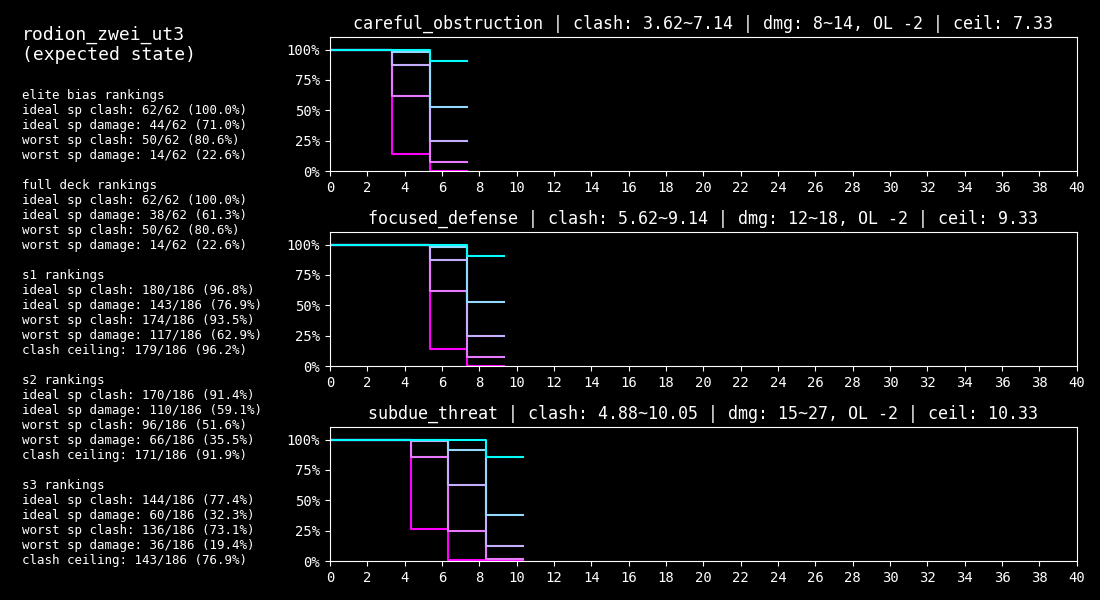 rodion_zwei_ut3
(expected state)
elite bias rankings
ideal sp clash: 62/62 (100.0%)
ideal sp damage: 44/62 (71.0%)
worst sp clash: 50/62 (80.6%)
worst sp damage: 14/62 (22.6%)
full deck rankings
ideal sp clash: 62/62 (100.0%)
ideal sp damage: 38/62 (61.3%)
worst sp clash: 50/62 (80.6%)
worst sp damage: 14/62 (22.6%)
s1 rankings
ideal sp clash: 180/186 (96.8%)
ideal sp damage: 143/186 (76.9%)
worst sp clash: 174/186 (93.5%)
worst sp damage: 117/186 (62.9%)
clash ceiling: 179/186 (96.2%)
s2 rankings
ideal sp clash: 170/186 (91.4%)
ideal sp damage: 110/186 (59.1%)
worst sp clash: 96/186 (51.6%)
worst sp damage: 66/186 (35.5%)
clash ceiling: 171/186 (91.9%)
s3 rankings
ideal sp clash: 144/186 (77.4%)
ideal sp damage: 60/186 (32.3%)
worst sp clash: 136/186 (73.1%)
worst sp damage: 36/186 (19.4%)
clash ceiling: 143/186 (76.9%)
careful_obstruction | clash: 3.62~7.14 | dmg: 8~14, OL -2 | ceil: 7.33
100%
75%
50%
25%
0%
0 2 4 6 8 10 12 14 16 18 20 22 24 26 28 30 32 34 36 38 40
focused_defense | clash: 5.62~9.14 | dmg: 12~18, OL -2 | ceil: 9.33
100%
75%
50%
25%
0%
0 2 4 6 8 10 12 14 16 18 20 22 24 26 28 30 32 34 36 38 40
subdue_threat | clash: 4.88~10.05 | dmg: 15~27, OL -2 | ceil: 10.33
100%
75%
50%
25%
0%
0 2 4 6 8 10 12 14 16 18 20 22 24 26 28 30 32 34 36 38 40